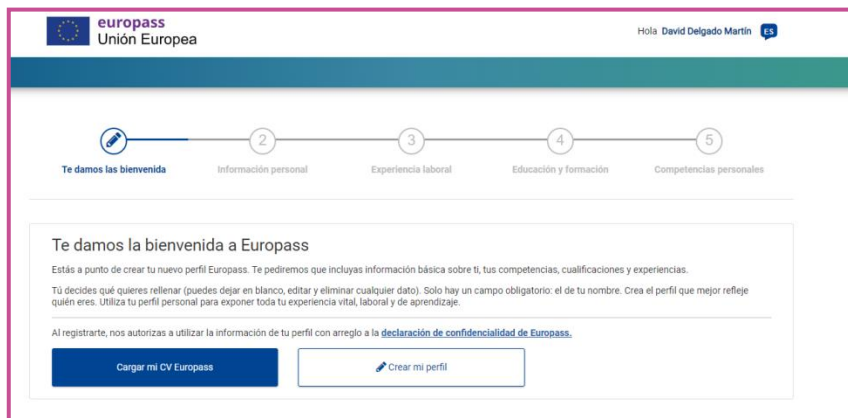 europass
Unión Europea
Hola David Delgado Martín ES
2 3 4 5
Te damos las bienvenida Información personal Experiencia laboral Educación y formación Competencias personales
Te damos la bienvenida a Europass
Estás a punto de crear tu nuevo perfil Europass. Te pediremos que incluyas información básica sobre ti, tus competencias, cualificaciones y experiencias.
Tú decides qué quieres rellenar (puedes dejar en blanco, editar y eliminar cualquier dato). Solo hay un campo obligatorio: el de tu nombre. Crea el perfil que mejor refleje
quién eres. Utiliza tu perfil personal para exponer toda tu experiencia vital, laboral y de aprendizaje.
Al registrarte, nos autorizas a utilizar la información de tu perfil con arreglo a la declaración de confidencialidad de Europass.
Cargar mi CV Europass Crear mi perfil